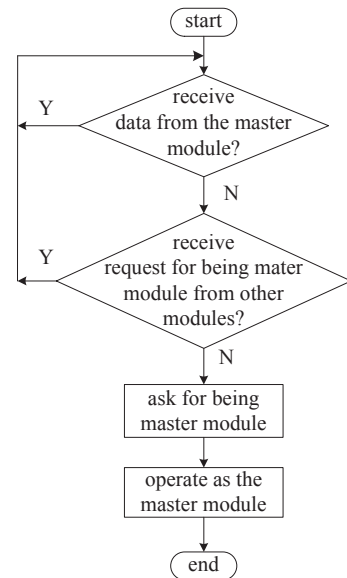 start
receive
data from the master
module?
Y
N
receive
request for being mater
module from other
modules?
Y
N
ask for being
master module
operate as the
master module
end